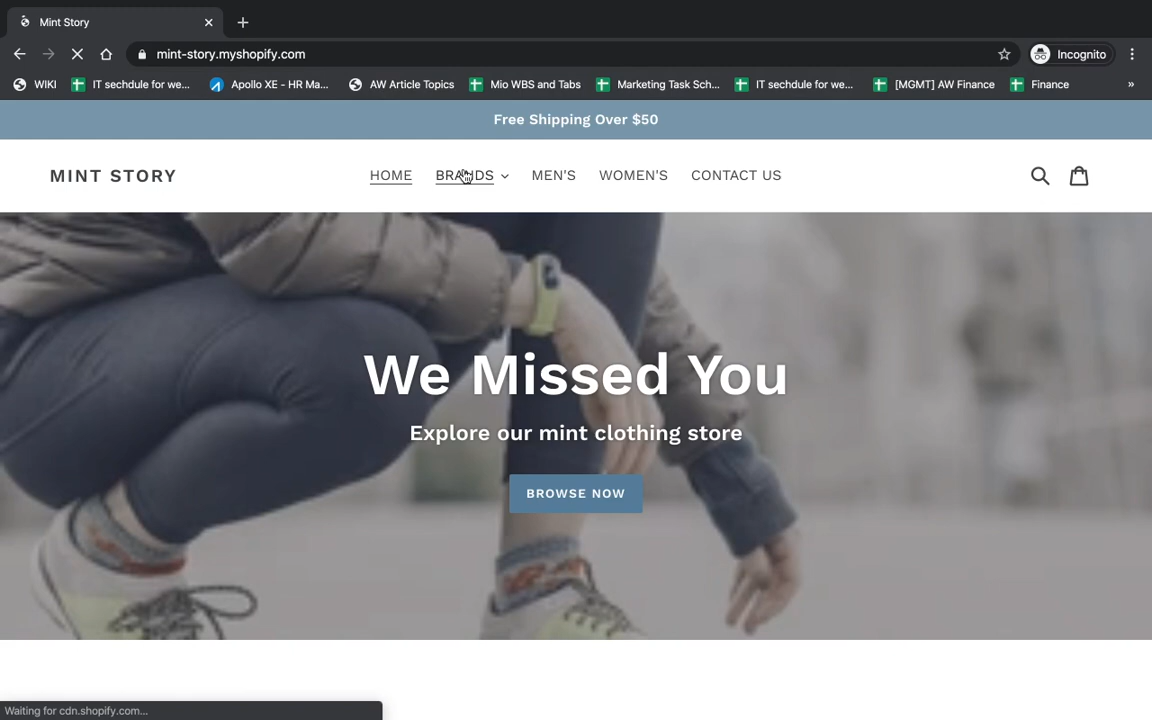 Mint Story
mint-story.myshopify.com
Incognito
WIKI
IT sechdule for we...
Apollo XE - HR Ma...
AW Article Topics
Mio WBS and Tabs
Marketing Task Sch...
IT sechdule for we...
[MGMT] AW Finance
Finance
»
Free Shipping Over $50
MINT STORY
HOME
BRANDS
MEN'S
WOMEN'S
CONTACT US
We Missed You
Explore our mint clothing store
BROWSE NOW
Waiting for cdn.shopify.com...